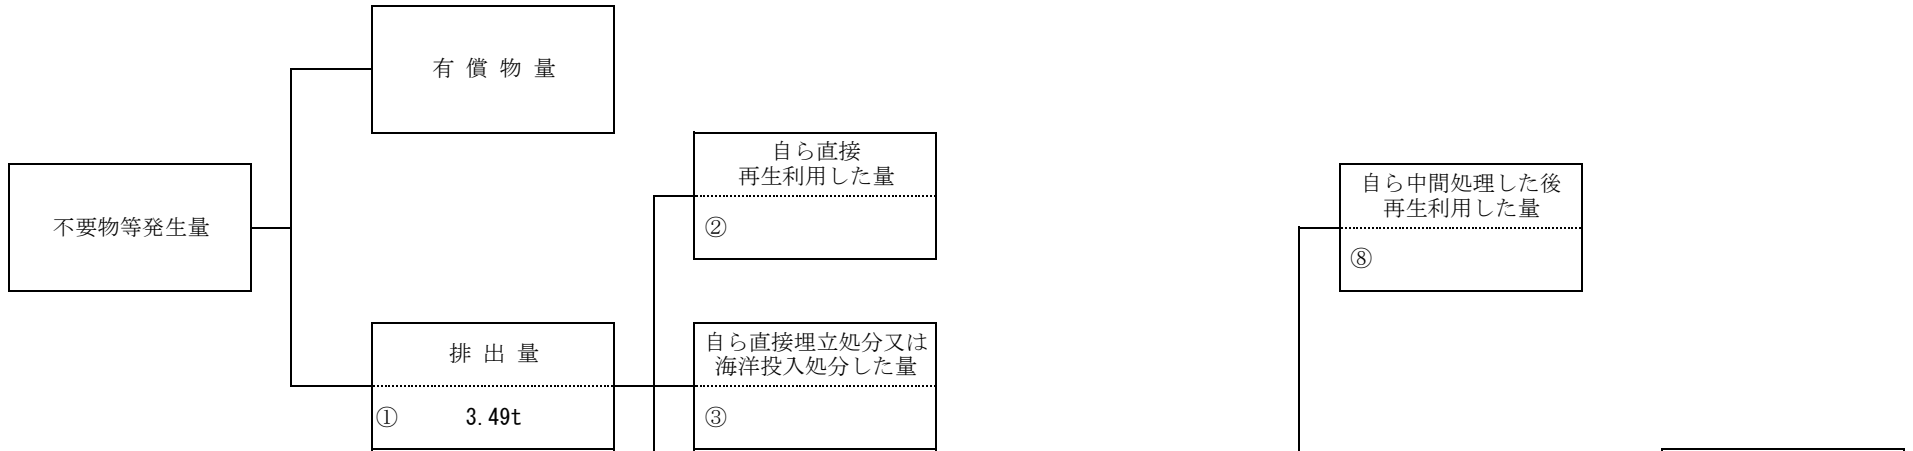 有 償 物 量
自ら直接
再生利用した量
②
不要物等発生量
自ら中間処理した後
再生利用した量
⑧
排 出 量
① 3.49t
自ら直接埋立処分又は
海洋投入処分した量
③